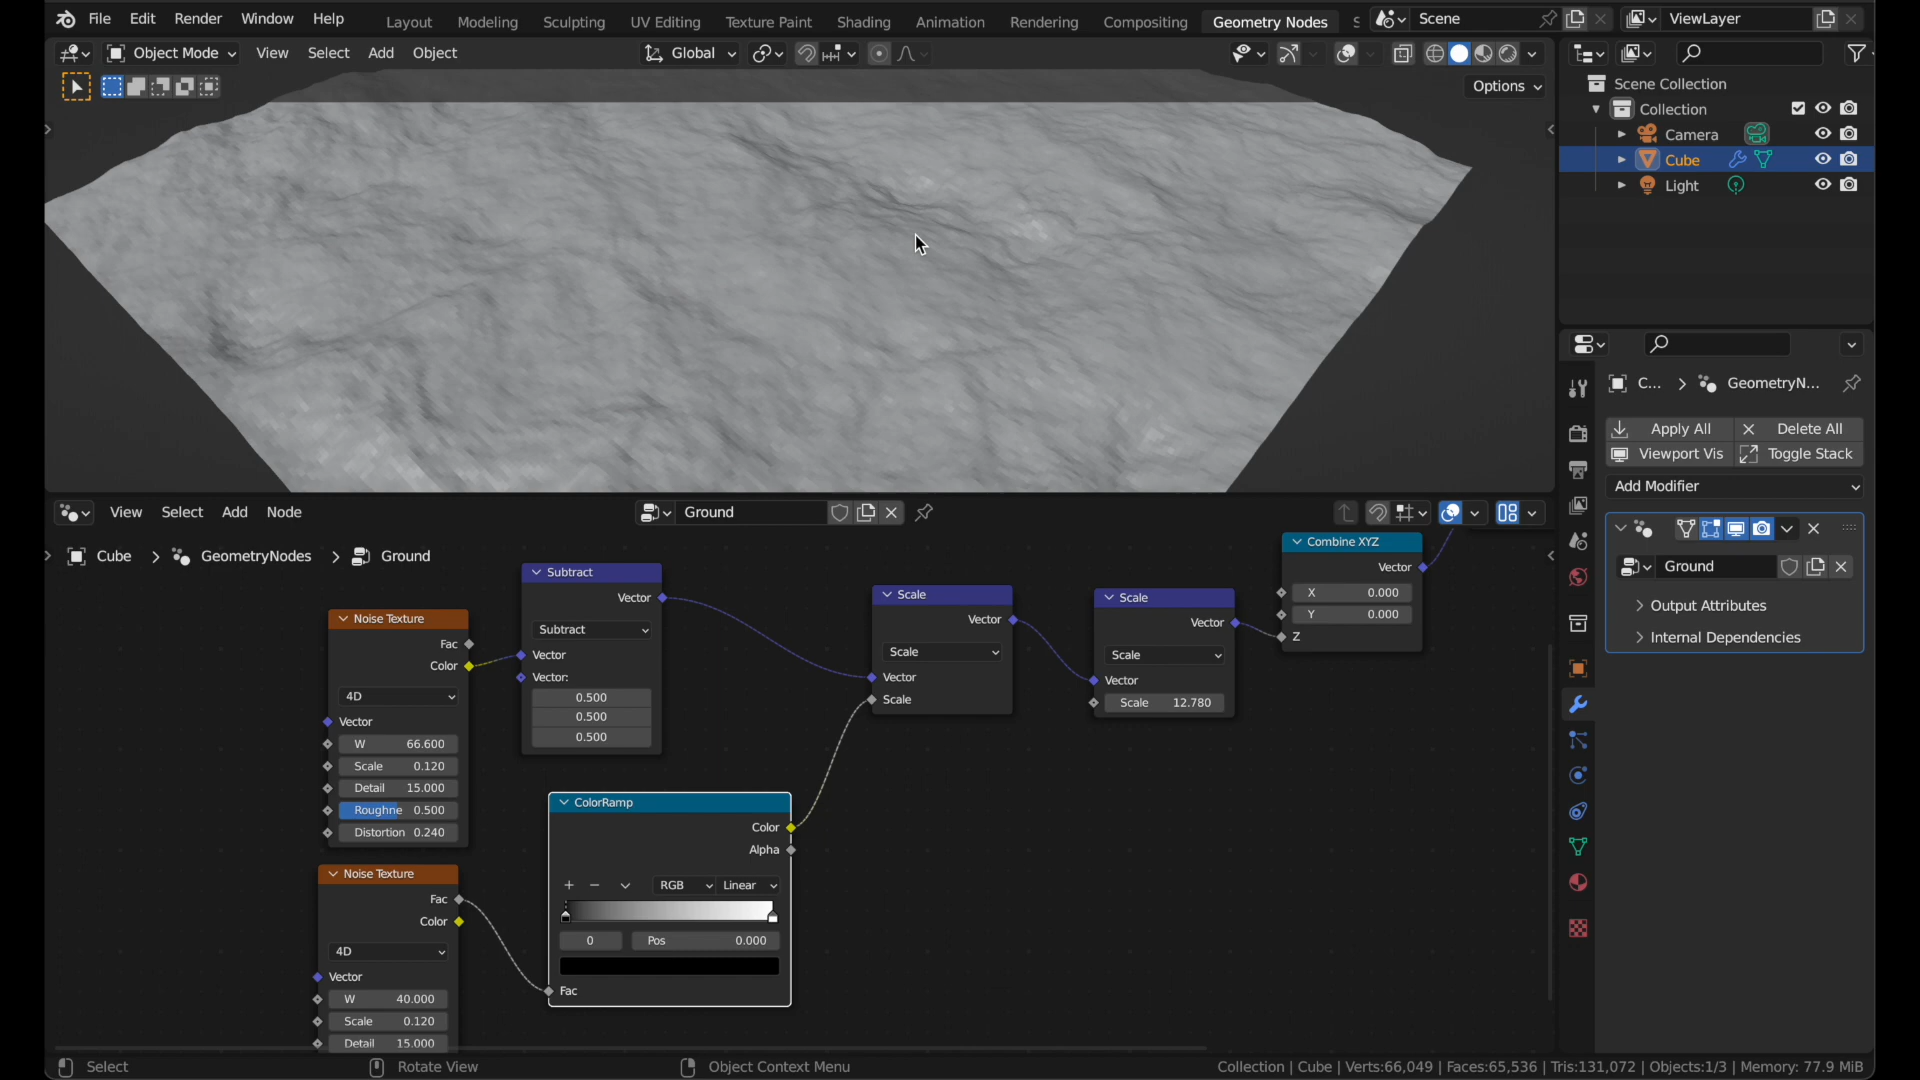 File Edit Render Window Help Layout Modeling Sculpting UV Editing Texture Paint Shading Animation Rendering Compositing Geometry Nodes Scene ViewLayer
Object Mode View Select Add Object Global
Options
Scene Collection
Collection
Camera
Cube
Light
C... GeometryN...
Apply All Delete All
Viewport Vis Toggle Stack
Add Modifier
Ground
Output Attributes
Internal Dependencies
View Select Add Node Ground
Cube > GeometryNodes > Ground
Noise Texture
Fac
Color
4D
Vector
W 66.600
Scale 0.120
Detail 15.000
Roughne 0.500
Distortion 0.240
Noise Texture
Fac
Color
4D
Vector
W 40.000
Scale 0.120
Detail 15.000
Subtract
Vector
Subtract
Vector
Vector:
0.500
0.500
0.500
ColorRamp
Color
Alpha
+ − RGB Linear
0 Pos 0.000
Fac
Scale
Vector
Scale
Vector
Scale
Scale
Vector
Scale
Vector
Scale 12.780
Combine XYZ
Vector
X 0.000
Y 0.000
Z
Select Rotate View Object Context Menu Collection | Cube | Verts:66,049 | Faces:65,536 | Tris:131,072 | Objects:1/3 | Memory: 77.9 MiB